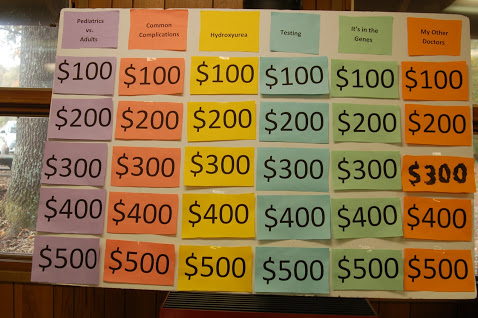 Pediatrics
vs.
Adults
Common
Complications
Hydroxyurea
Testing
It's in the
Genes
My Other
Doctors
$100 $100 $100 $100 $100 $100
$200 $200 $200 $200 $200 $200
$300 $300 $300 $300 $300 $300
$400 $400 $400 $400 $400 $400
$500 $500 $500 $500 $500 $500